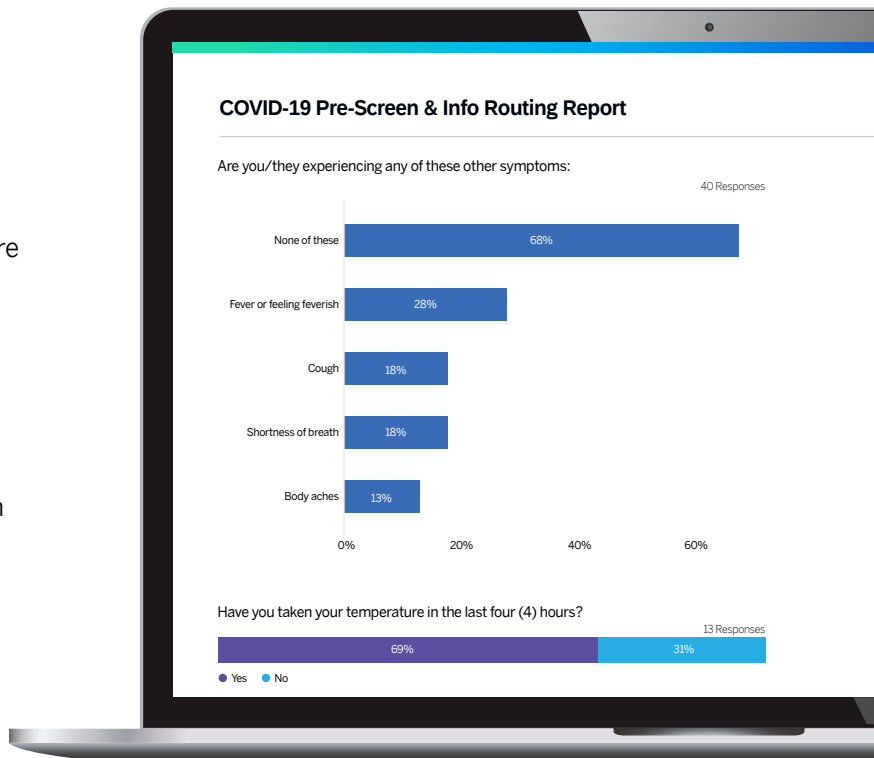 re
n
COVID-19 Pre-Screen & Info Routing Report
Are you/they experiencing any of these other symptoms:
40 Responses
None of these 68%
Fever or feeling feverish 28%
Cough 18%
Shortness of breath 18%
Body aches 13%
0% 20% 40% 60%
Have you taken your temperature in the last four (4) hours?
13 Responses
69% 31%
Yes No